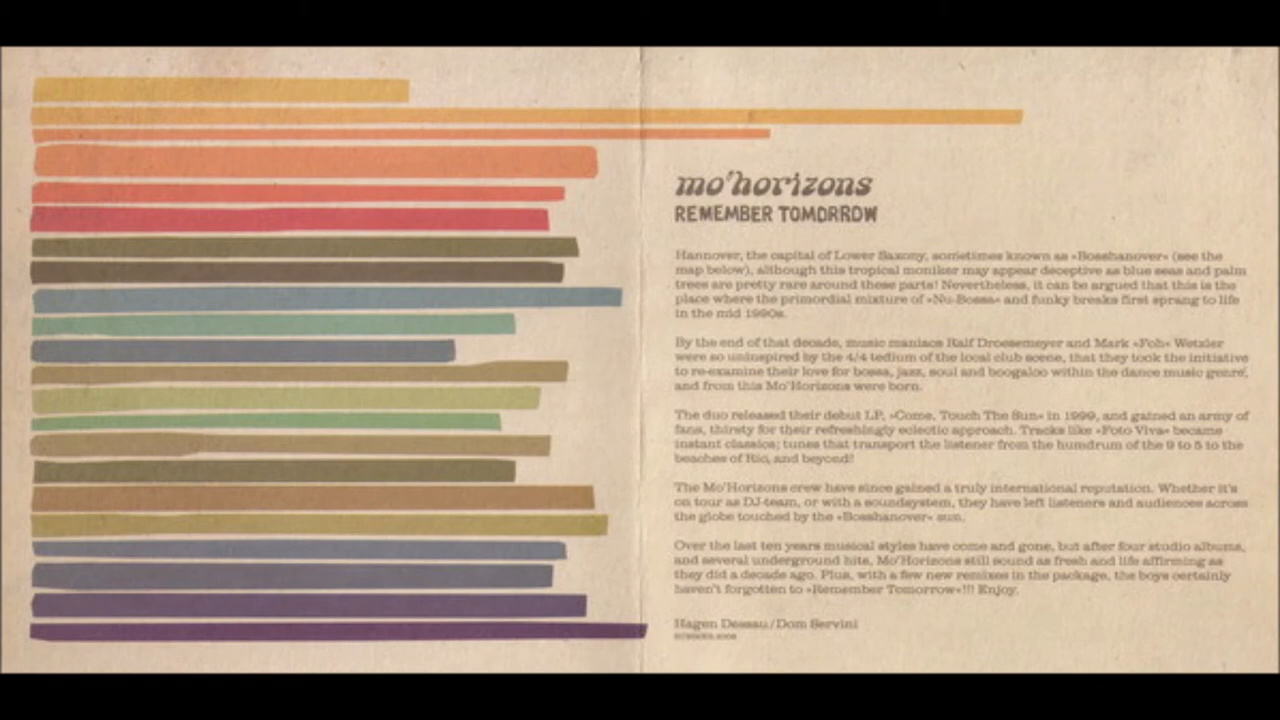 mo'horizons
REMEMBER TOMORROW
Hannover, the capital of Lower Saxony, sometimes known as »Bosshanover« (see the
map below), although this tropical moniker may appear deceptive as blue seas and palm
trees are pretty rare around these parts! Nevertheless, it can be argued that this is the
place where the primordial mixture of »Nu-Bossa« and funky breaks first sprang to life
in the mid 1990s.
By the end of that decade, music maniacs Ralf Droesemeyer and Mark »Foh« Wetzler
were so uninspired by the 4/4 tedium of the local club scene, that they took the initiative
to re-examine their love for bossa, jazz, soul and boogaloo within the dance music genre,
and from this Mo'Horizons were born.
The duo released their debut LP, »Come, Touch The Sun« in 1999, and gained an army of
fans, thirsty for their refreshingly eclectic approach. Tracks like »Foto Viva« became
instant classics; tunes that transport the listener from the humdrum of the 9 to 5 to the
beaches of Rio, and beyond!
The Mo'Horizons crew have since gained a truly international reputation. Whether it's
on tour as DJ-team, or with a soundsystem, they have left listeners and audiences across
the globe touched by the »Bosshanover« sun.
Over the last ten years musical styles have come and gone, but after four studio albums,
and several underground hits, Mo'Horizons still sound as fresh and life affirming as
they did a decade ago. Plus, with a few new remixes in the package, the boys certainly
haven't forgotten to »Remember Tomorrow«!!! Enjoy.
Hagen Dessau/Dom Servini